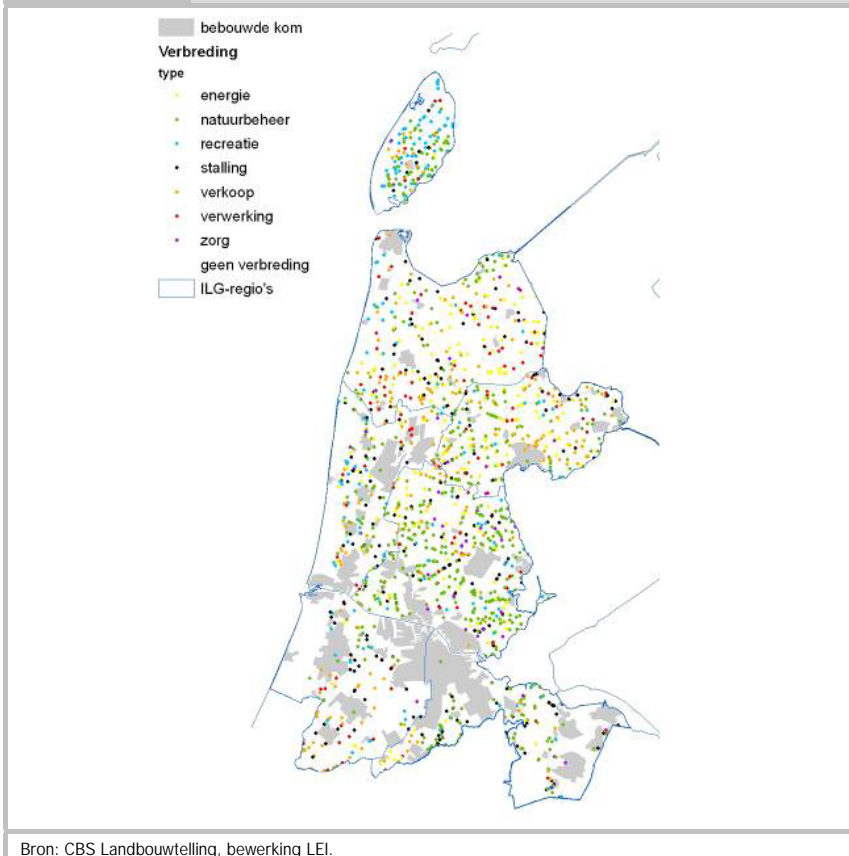 bebouwde kom
Verbreding
type
energie
natuurbeheer
recreatie
stalling
verkoop
verwerking
zorg
geen verbreding
ILG-regio's
Bron: CBS Landbouwtelling, bewerking LEI.